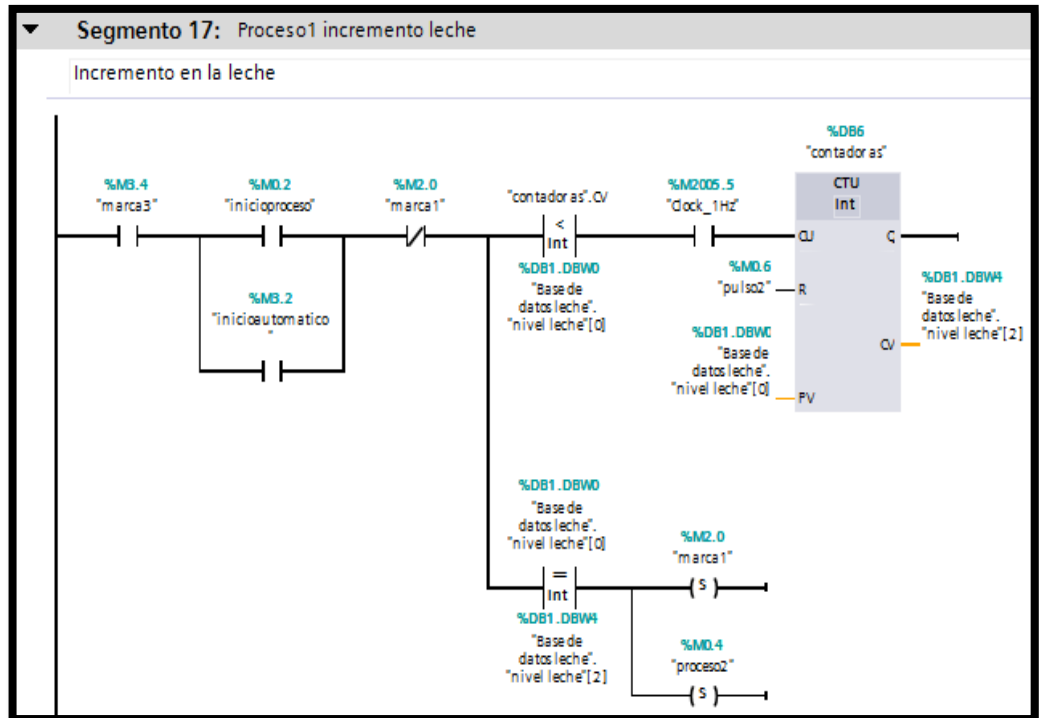 Segmento 17: Proceso1 incremento leche
Incremento en la leche
%DB6
"contadoras"
CTU
Int
CU
Q
R
CV
PV
%M3.4
"marca3"
%M0.2
"inicioproceso"
%M3.2
"inicioautomatico
"
%M2.0
"marca1"
"contadoras".CV
<
Int
%DB1.DBW0
"Base de
datos leche".
"nivel leche"[0]
%M2005.5
"Clock_1Hz"
%M0.6
"pulso2"
%DB1.DBW0
"Base de
datos leche".
"nivel leche"[0]
%DB1.DBW4
"Base de
datos leche".
"nivel leche"[2]
%DB1.DBW0
"Base de
datos leche".
"nivel leche"[0]
=
Int
%DB1.DBW4
"Base de
datos leche".
"nivel leche"[2]
%M2.0
"marca1"
S
%M0.4
"proceso2"
S